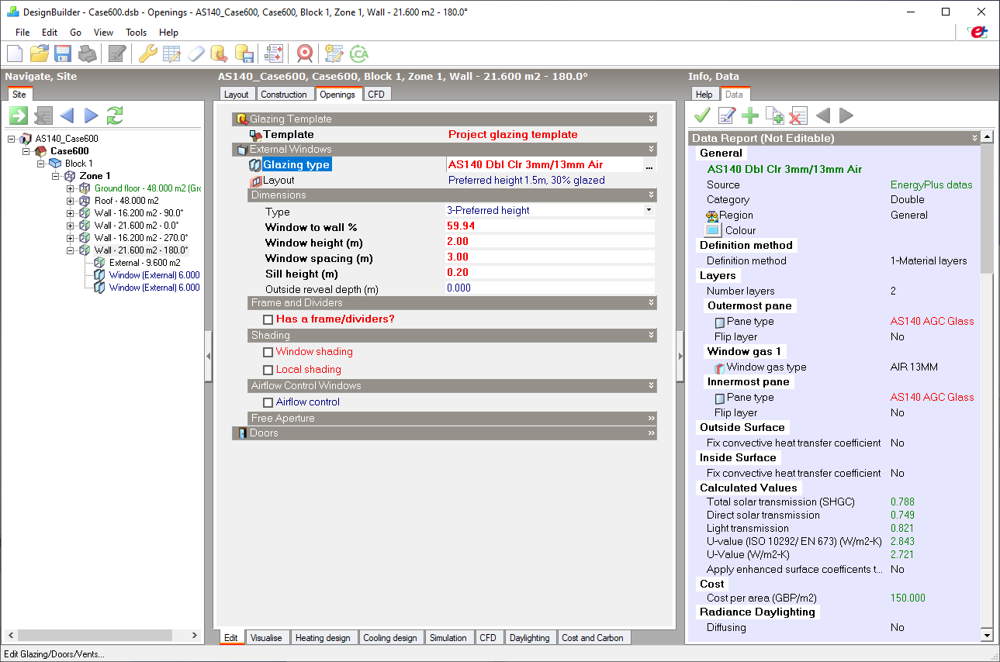 DesignBuilder - Case600.dsb - Openings - AS140_Case600, Case600, Block 1, Zone 1, Wall - 21.600 m2 - 180.0°
File Edit Go View Tools Help
Navigate, Site
Site
AS140_Case600
Case600
Block 1
Zone 1
Ground floor - 48.000 m2 (Gr
Roof - 48.000 m2
Wall - 16.200 m2 - 90.0°
Wall - 21.600 m2 - 0.0°
Wall - 16.200 m2 - 270.0°
Wall - 21.600 m2 - 180.0°
External - 9.600 m2
Window (External) 6.000
Window (External) 6.000
AS140_Case600, Case600, Block 1, Zone 1, Wall - 21.600 m2 - 180.0°
Layout Construction Openings CFD
Glazing Template
Template Project glazing template
External Windows
Glazing type AS140 Dbl Clr 3mm/13mm Air ...
Layout Preferred height 1.5m, 30% glazed
Dimensions
Type 3-Preferred height
Window to wall % 59.94
Window height (m) 2.00
Window spacing (m) 3.00
Sill height (m) 0.20
Outside reveal depth (m) 0.000
Frame and Dividers
Has a frame/dividers?
Shading
Window shading
Local shading
Airflow Control Windows
Airflow control
Free Aperture
Doors
Edit Visualise Heating design Cooling design Simulation CFD Daylighting Cost and Carbon
Info, Data
Help Data
Data Report (Not Editable)
General
AS140 Dbl Clr 3mm/13mm Air
Source EnergyPlus datas
Category Double
Region General
Colour
Definition method
Definition method 1-Material layers
Layers
Number layers 2
Outermost pane
Pane type AS140 AGC Glass
Flip layer No
Window gas 1
Window gas type AIR 13MM
Innermost pane
Pane type AS140 AGC Glass
Flip layer No
Outside Surface
Fix convective heat transfer coefficient No
Inside Surface
Fix convective heat transfer coefficient No
Calculated Values
Total solar transmission (SHGC) 0.788
Direct solar transmission 0.749
Light transmission 0.821
U-value (ISO 10292/ EN 673) (W/m2-K) 2.843
U-Value (W/m2-K) 2.721
Apply enhanced surface coefficents t... No
Cost
Cost per area (GBP/m2) 150.000
Radiance Daylighting
Diffusing No
Edit Glazing/Doors/Vents...